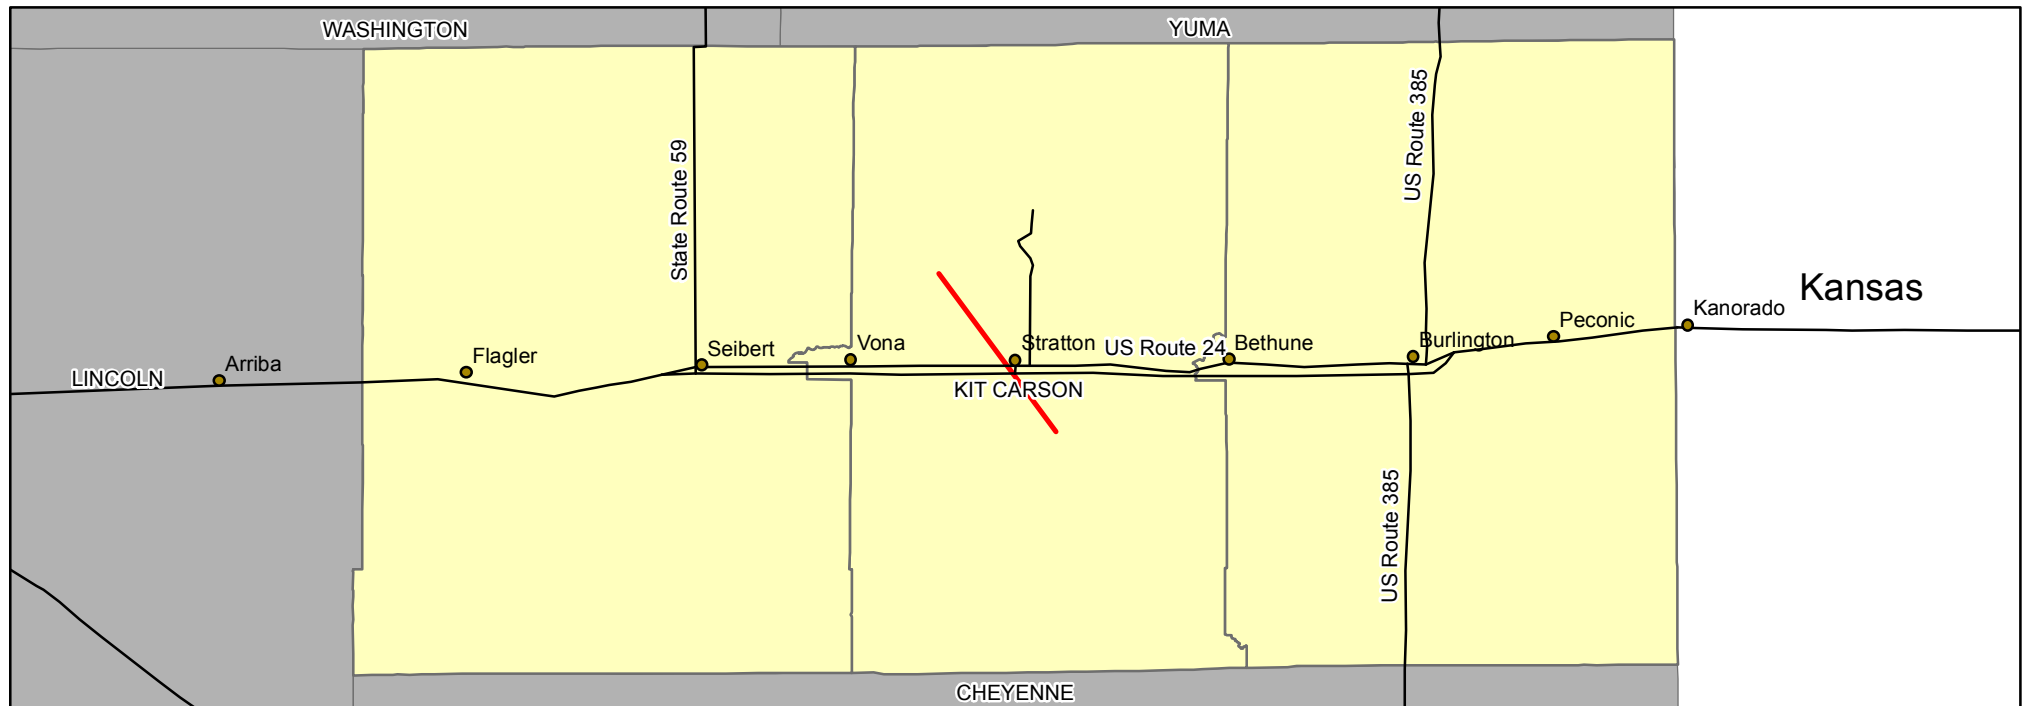 WASHINGTON
YUMA
US Route 385
State Route 59
Kansas
Kanorado
Peconic
Burlington
Bethune
US Route 24
Stratton
Vona
Seibert
Flagler
Arriba
LINCOLN
KIT CARSON
US Route 385
CHEYENNE